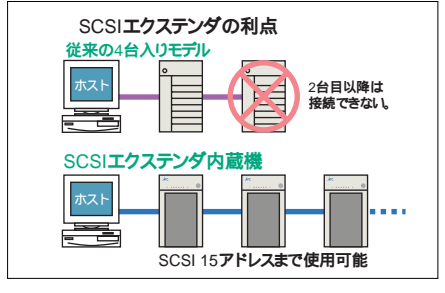 SCSIエクステンダの利点
従来の4台入りモデル
ホスト
2台目以降は
接続できない。
SCSIエクステンダ内蔵機
ホスト
SCSI 15アドレスまで使用可能